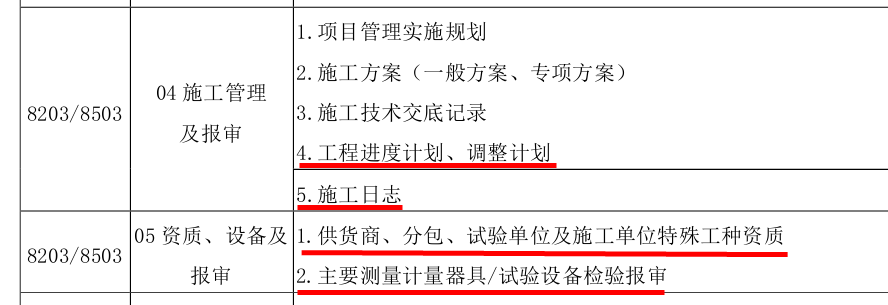 8203/8503
04 施工管理
及报审
1.项目管理实施规划
2.施工方案（一般方案、专项方案）
3.施工技术交底记录
4.工程进度计划、调整计划
5.施工日志
8203/8503
05 资质、设备及
报审
1.供货商、分包、试验单位及施工单位特殊工种资质
2.主要测量计量器具/试验设备检验报审